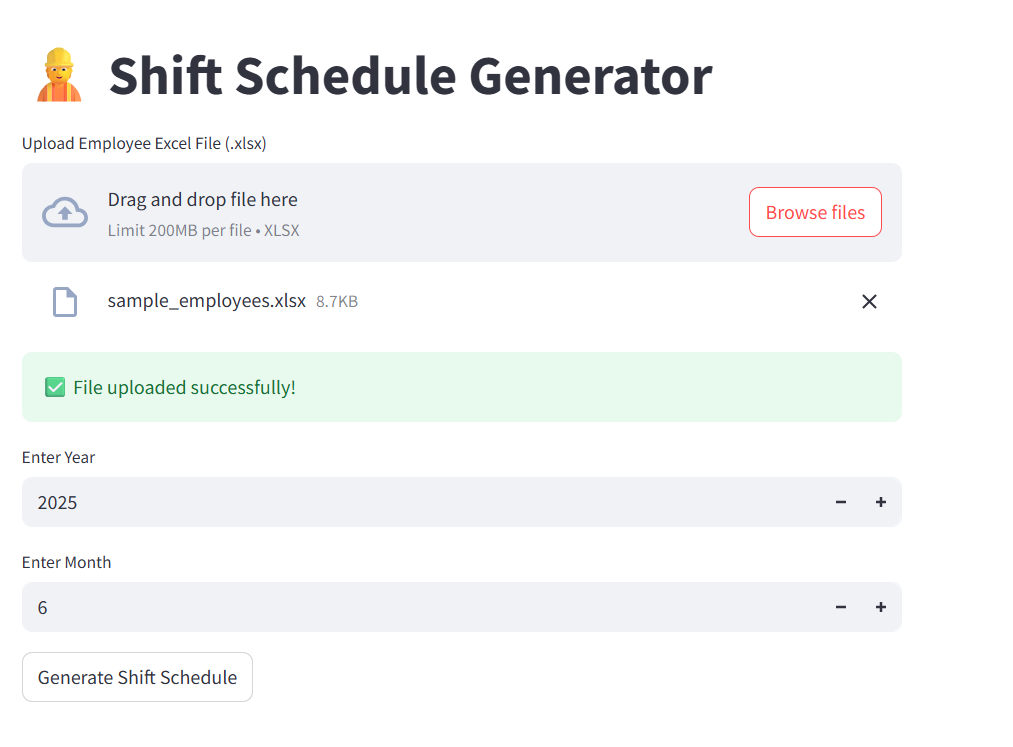 Shift Schedule Generator
Upload Employee Excel File (.xlsx)
Drag and drop file here
Limit 200MB per file • XLSX
Browse files
sample_employees.xlsx 8.7KB
File uploaded successfully!
Enter Year
2025
Enter Month
6
Generate Shift Schedule